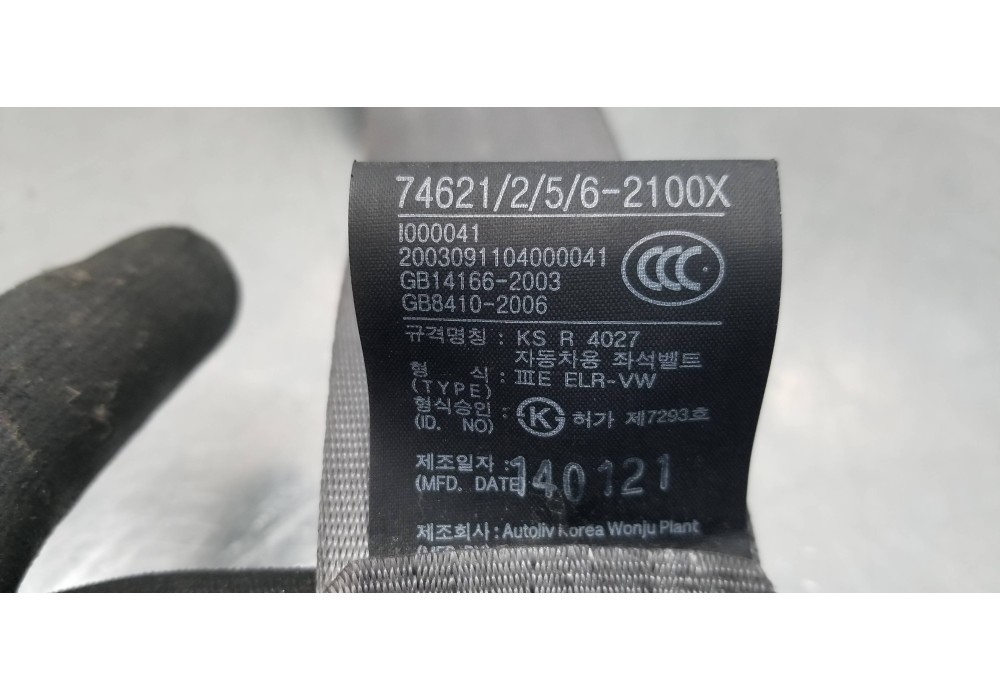 74621/2/5/6-2100X
I000041
2003091104000041
GB14166-2003
GB8410-2006
CCC
규격명칭 : KS R 4027
자동차용 좌석벨트
형 식 : ⅢE ELR-VW
(TYPE)
형식승인 : K 허가 제7293호
(ID. NO)
제조일자 : 140121
(MFD. DATE
제조회사 : Autoliv Korea Wonju Plant